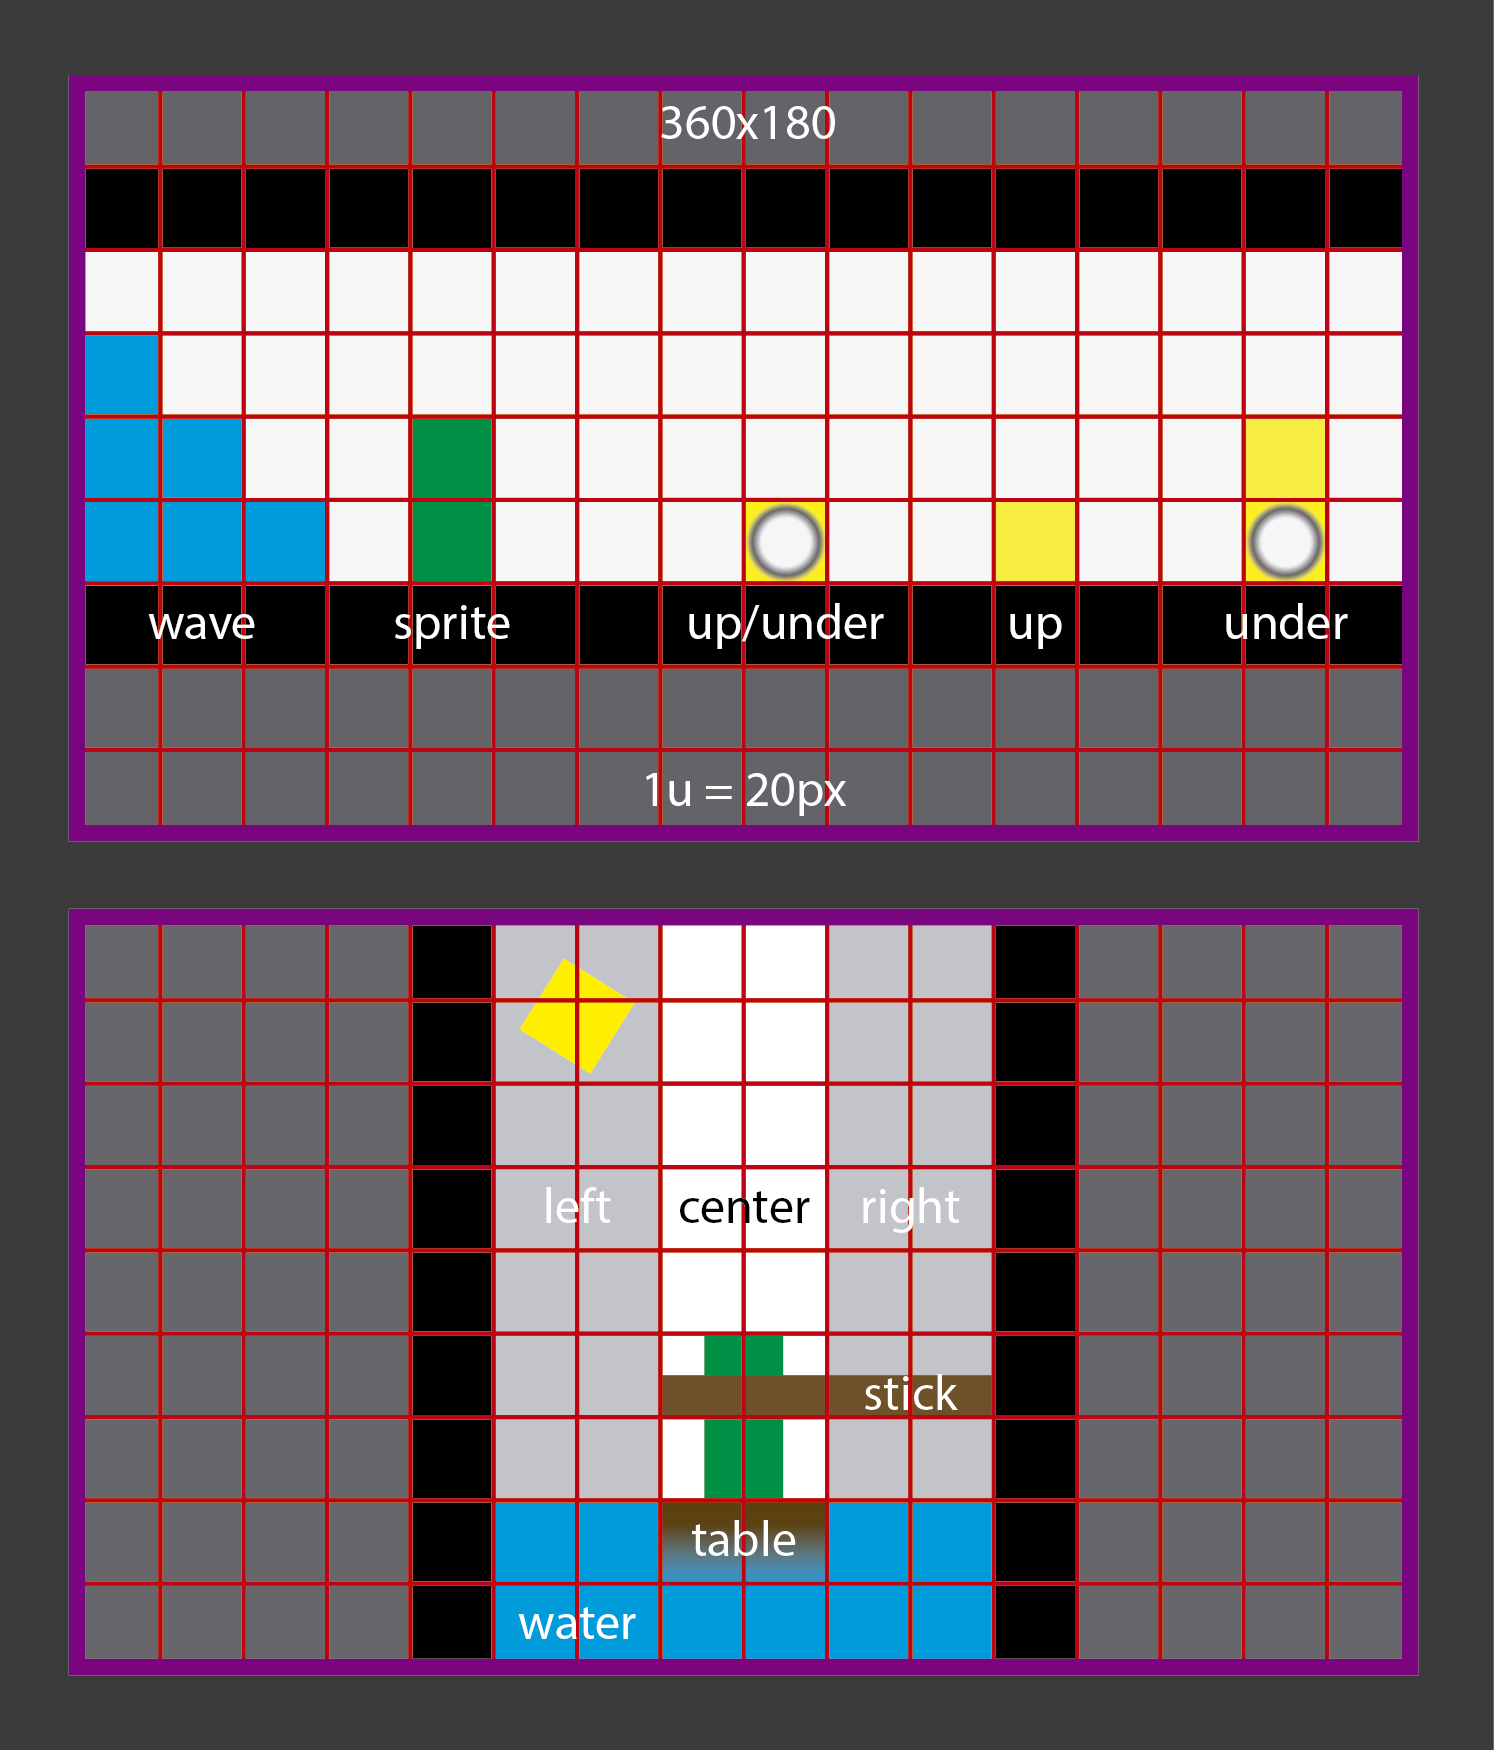 360x180
wave sprite up/under up under
1u = 20px
left center right
stick
table
water